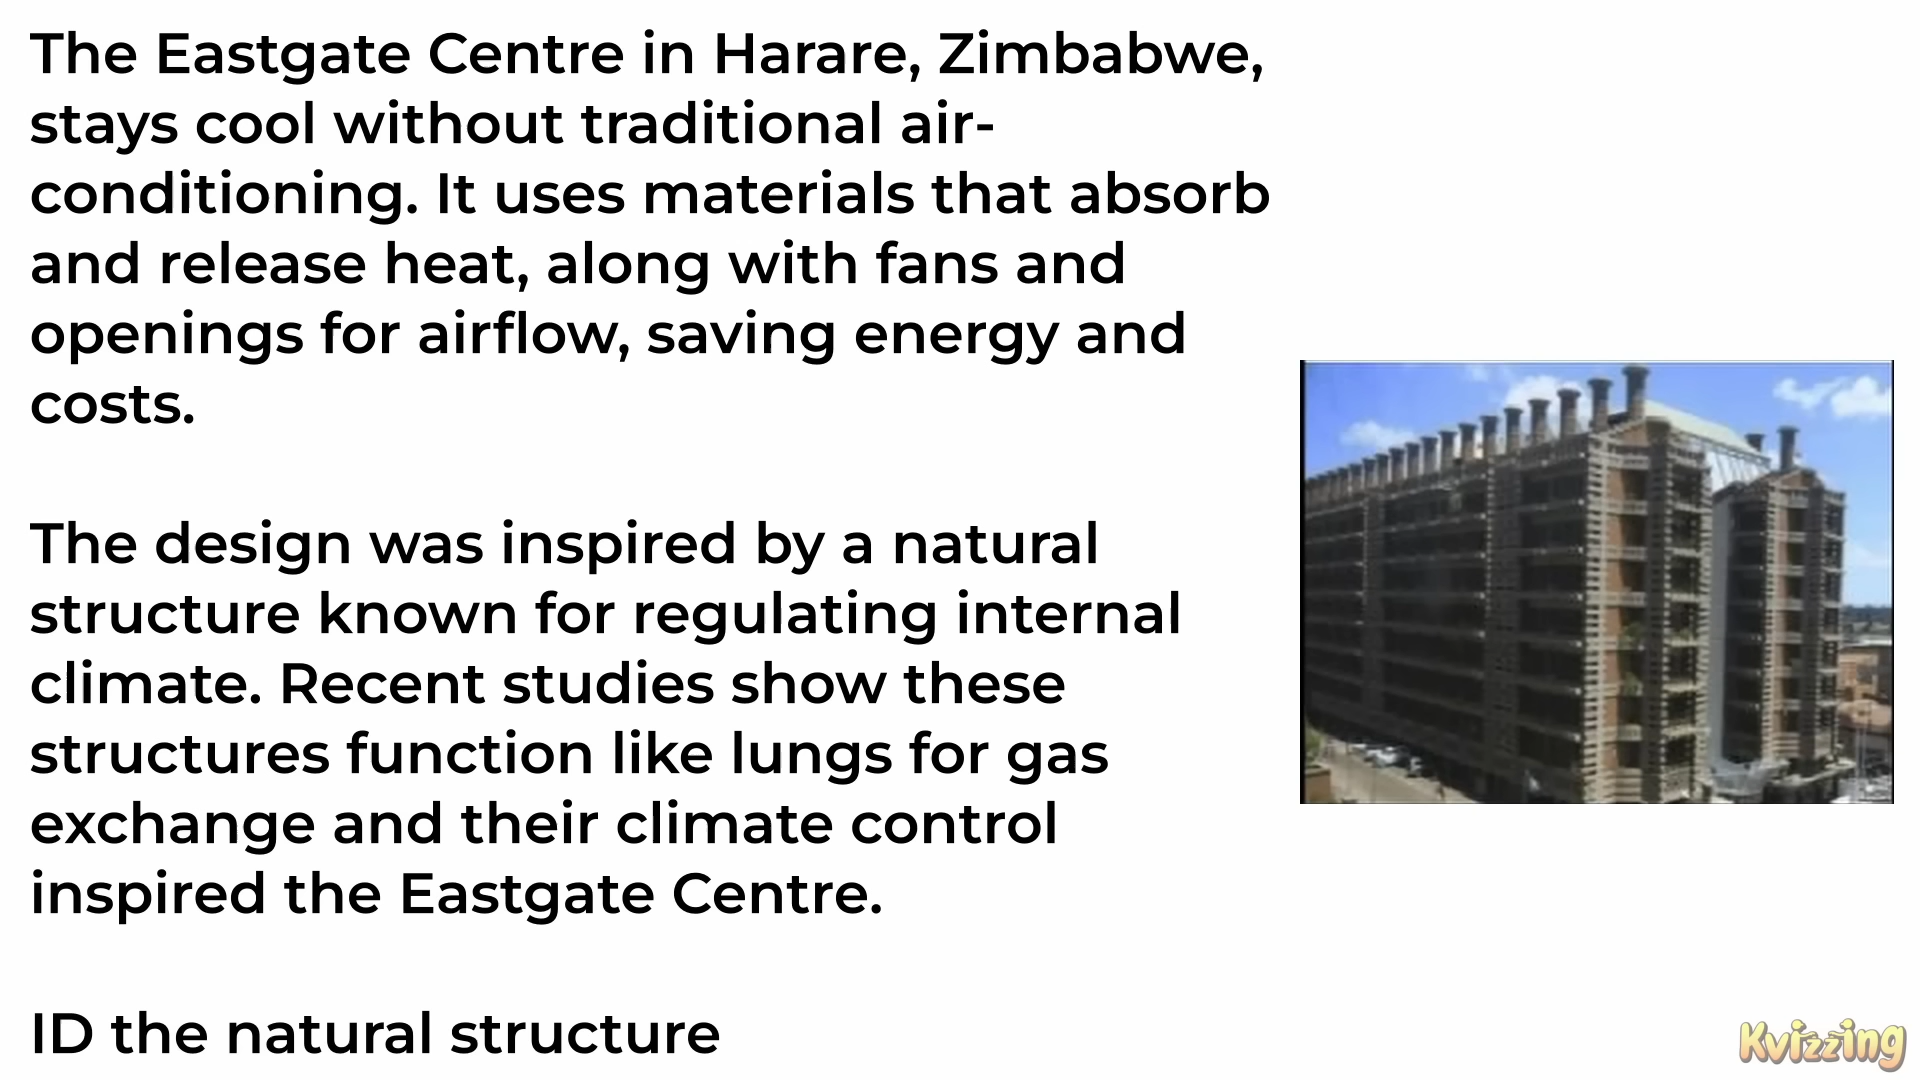 The Eastgate Centre in Harare, Zimbabwe,
stays cool without traditional air-
conditioning. It uses materials that absorb
and release heat, along with fans and
openings for airflow, saving energy and
costs.
The design was inspired by a natural
structure known for regulating internal
climate. Recent studies show these
structures function like lungs for gas
exchange and their climate control
inspired the Eastgate Centre.
ID the natural structure
Kvizzing